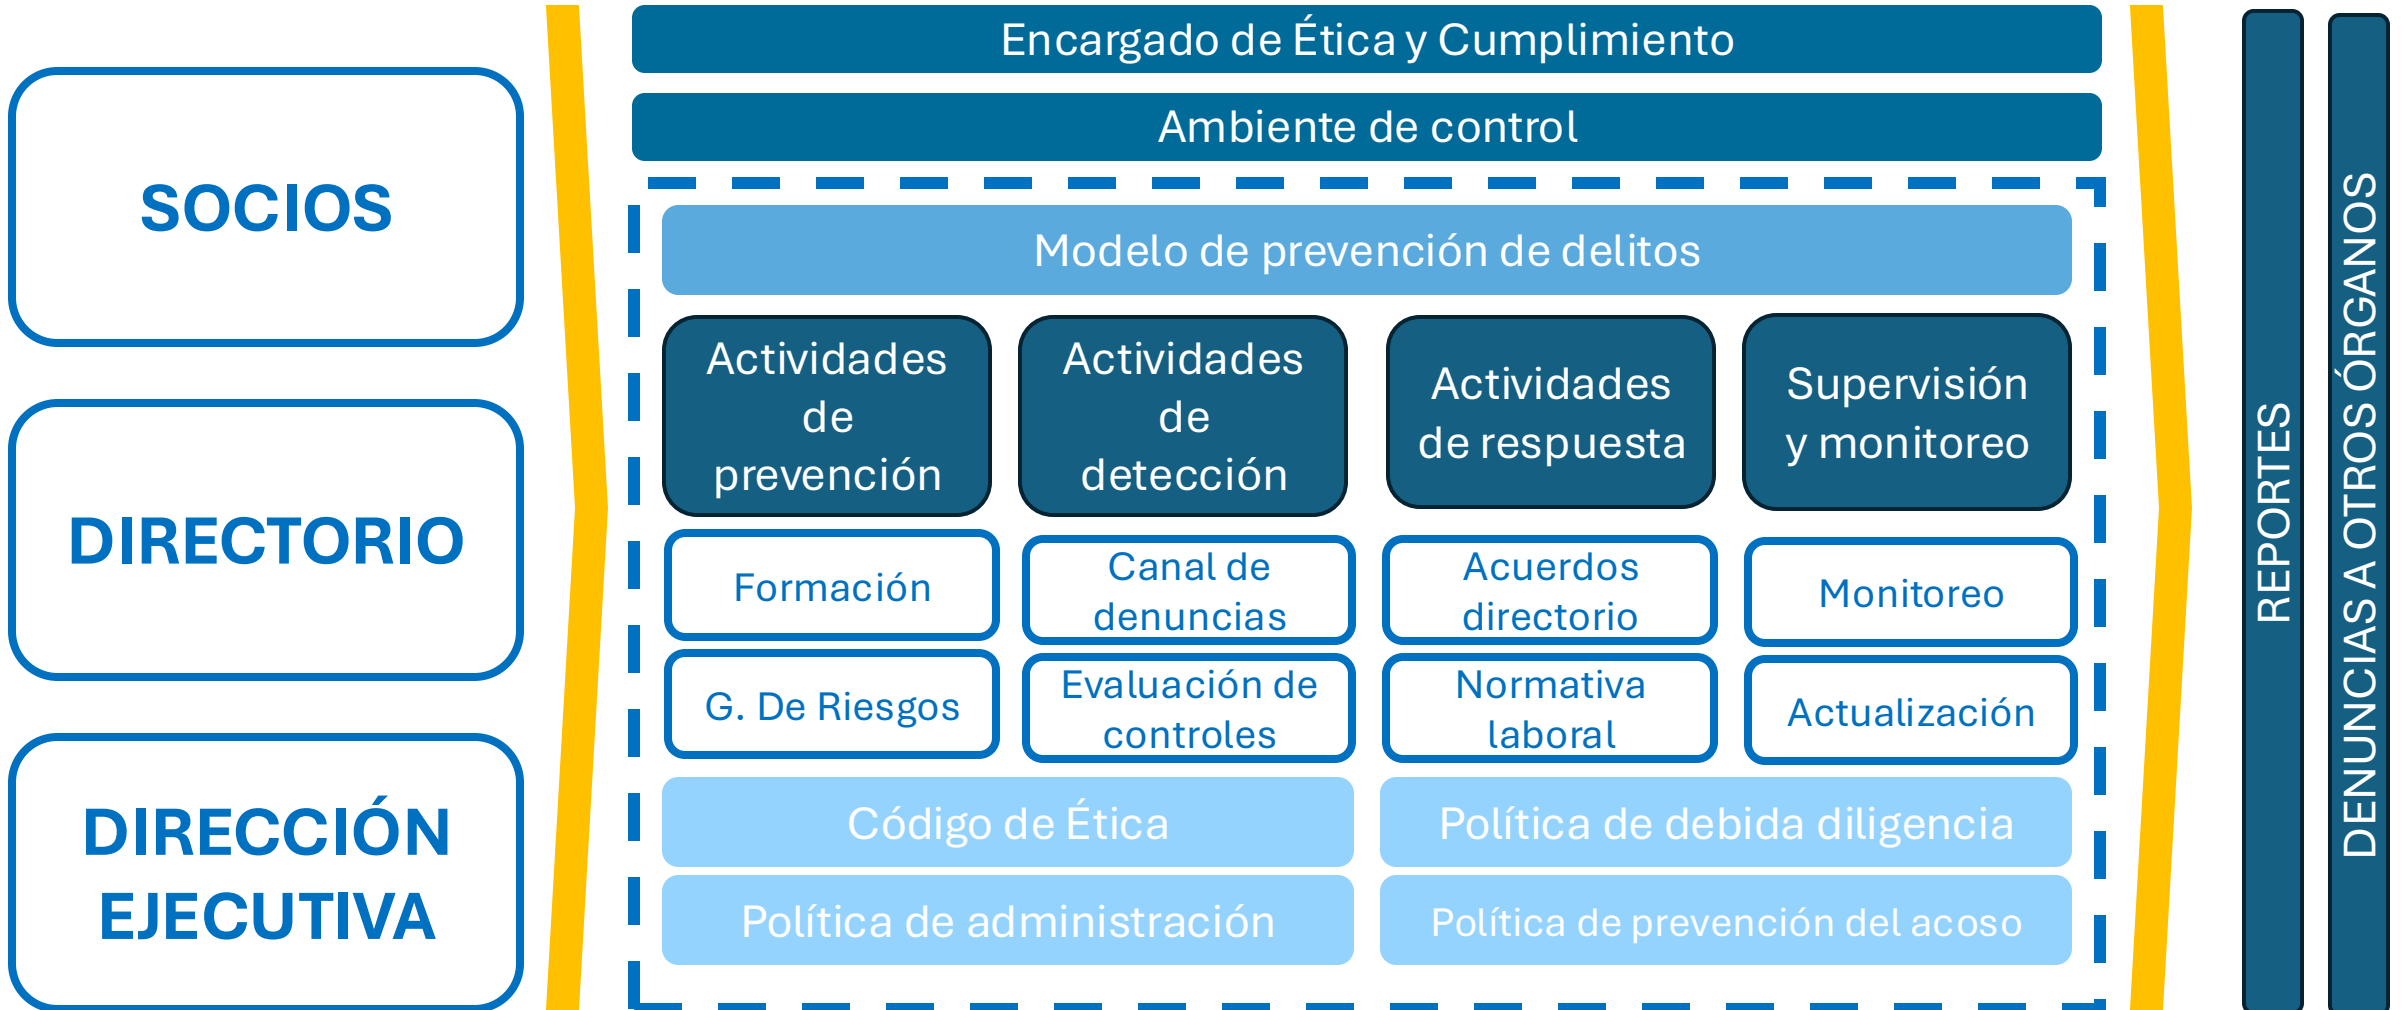 SOCIOS
DIRECTORIO
DIRECCIÓN
EJECUTIVA
Encargado de Ética y Cumplimiento
Ambiente de control
Modelo de prevención de delitos
Actividades
de
prevención
Actividades
de
detección
Actividades
de respuesta
Supervisión
y monitoreo
Formación
Canal de
denuncias
Acuerdos
directorio
Monitoreo
G. De Riesgos
Evaluación de
controles
Normativa
laboral
Actualización
Código de Ética
Política de debida diligencia
Política de administración
Política de prevención del acoso
REPORTES
DENUNCIAS A OTROS ÓRGANOS